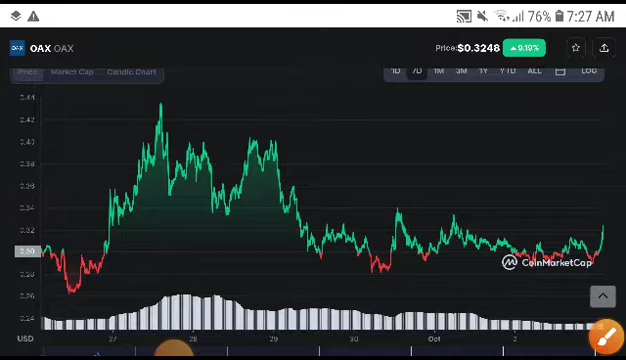 76% 7:27 AM
OAX OAX
Price:$0.3248 ▲ 9.19%
Price Market Cap Candle Chart
1D 7D 1M 3M 1Y YTD ALL LOG
0.44
0.42
0.40
0.38
0.36
0.34
0.32
0.30
0.28
0.26
0.24
CoinMarketCap
USD 27 28 29 30 Oct 2 3